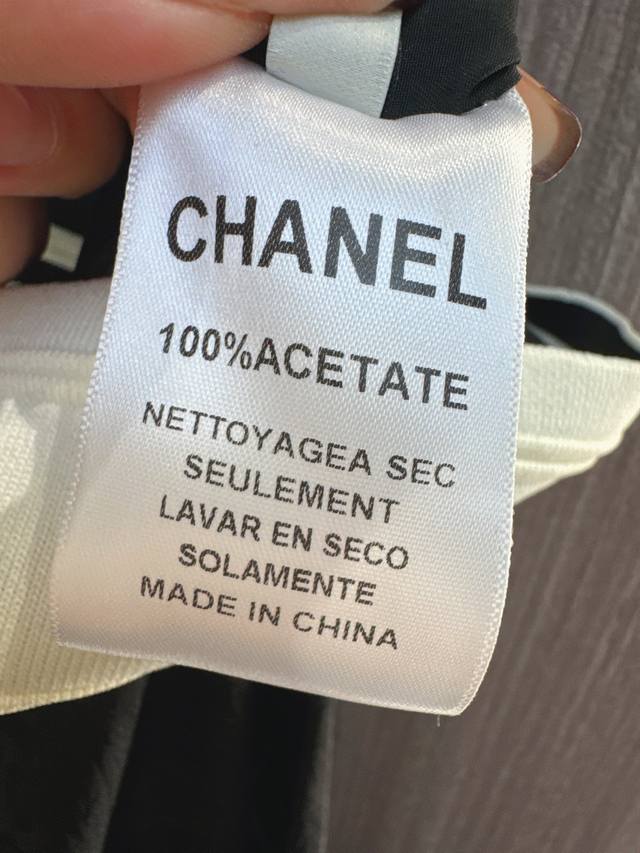 CHANEL
100%ACETATE
NETTOYAGEA SEC
SEULEMENT
LAVAR EN SECO
SOLAMENTE
MADE IN CHINA